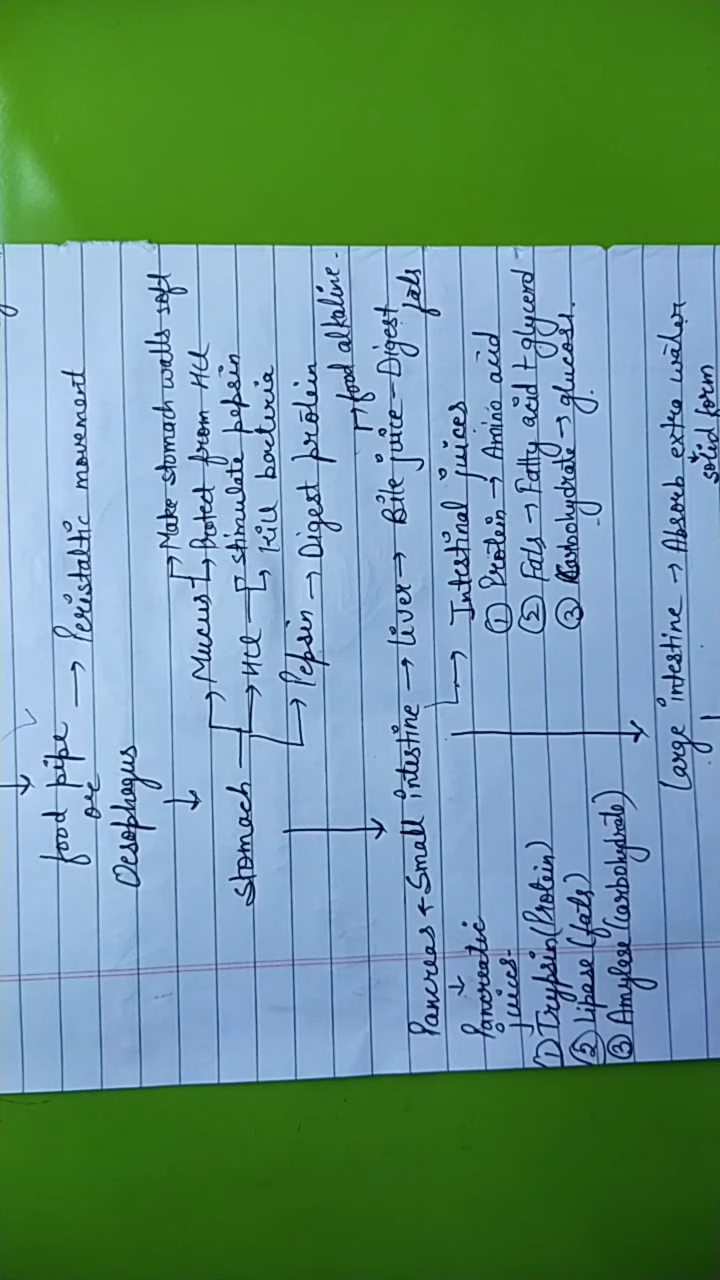 food pipe → Peristaltic movement
or
Oesophagus
→ Make stomach walls soft
→ Mucus → Protect from HCl
Stomach → HCl → stimulate pepsin
→ Kill bacteria
→ Pepsin → Digest protein
→ food alkaline.
Pancreas ← Small intestine → Liver → Bile juice – Digest
fats
↓ → Intestinal juices
Pancreatic ① Protein → Amino acid
juices. ② Fats → Fatty acid + glycerol
① Trypsin (Protein) ③ Carbohydrate → glucose.
② Lipase (fats)
③ Amylase (Carbohydrate)
Large intestine → Absorb extra water
↓
solid form